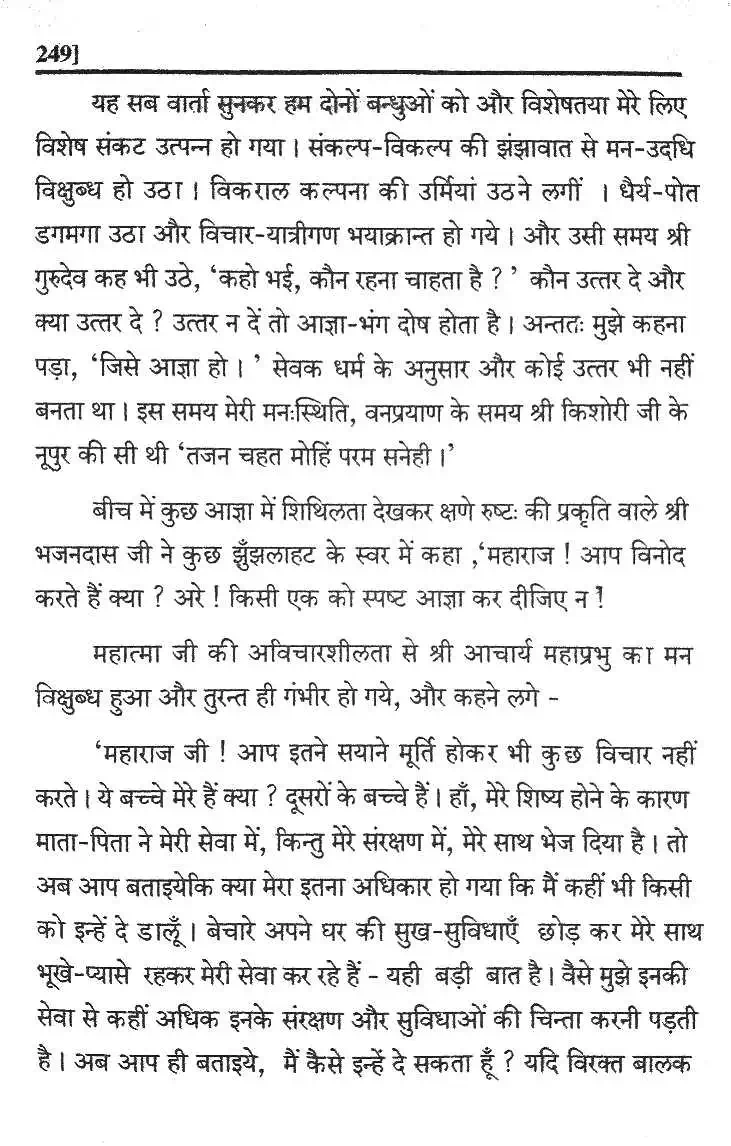 249]
यह सब वार्ता सुनकर हम दोनों बन्धुओं को और विशेषतया मेरे लिए
विशेष संकट उत्पन्न हो गया । संकल्प-विकल्प की झंझावात से मन-उदधि
विक्षुब्ध हो उठा । विकराल कल्पना की उर्मियां उठने लगीं । धैर्य-पोत
डगमगा उठा और विचार-यात्रीगण भयाक्रान्त हो गये । और उसी समय श्री
गुरुदेव कह भी उठे, ‘कहो भई, कौन रहना चाहता है ? ’ कौन उत्तर दे और
क्या उत्तर दे ? उत्तर न दें तो आज्ञा-भंग दोष होता है । अन्ततः मुझे कहना
पड़ा, ‘जिसे आज्ञा हो । ’ सेवक धर्म के अनुसार और कोई उत्तर भी नहीं
बनता था । इस समय मेरी मनःस्थिति, वनप्रयाण के समय श्री किशोरी जी के
नूपुर की सी थी ‘तजन चहत मोहिं परम सनेही ।’
बीच में कुछ आज्ञा में शिथिलता देखकर क्षणे रुष्टः की प्रकृति वाले श्री
भजनदास जी ने कुछ झुँझलाहट के स्वर में कहा ,‘महाराज ! आप विनोद
करते हैं क्या ? अरे ! किसी एक को स्पष्ट आज्ञा कर दीजिए न !’
महात्मा जी की अविचारशीलता से श्री आचार्य महाप्रभु का मन
विक्षुब्ध हुआ और तुरन्त ही गंभीर हो गये, और कहने लगे -
‘महाराज जी ! आप इतने सयाने मूर्ति होकर भी कुछ विचार नहीं
करते । ये बच्चे मेरे हैं क्या ? दूसरों के बच्चे हैं । हाँ, मेरे शिष्य होने के कारण
माता-पिता ने मेरी सेवा में, किन्तु मेरे संरक्षण में, मेरे साथ भेज दिया है । तो
अब आप बताइयेकि क्या मेरा इतना अधिकार हो गया कि मैं कहीं भी किसी
को इन्हें दे डालूँ । बेचारे अपने घर की सुख-सुविधाएँ छोड़ कर मेरे साथ
भूखे-प्यासे रहकर मेरी सेवा कर रहे हैं - यही बड़ी बात है । वैसे मुझे इनकी
सेवा से कहीं अधिक इनके संरक्षण और सुविधाओं की चिन्ता करनी पड़ती
है । अब आप ही बताइये, मैं कैसे इन्हें दे सकता हूँ ? यदि विरक्त बालक